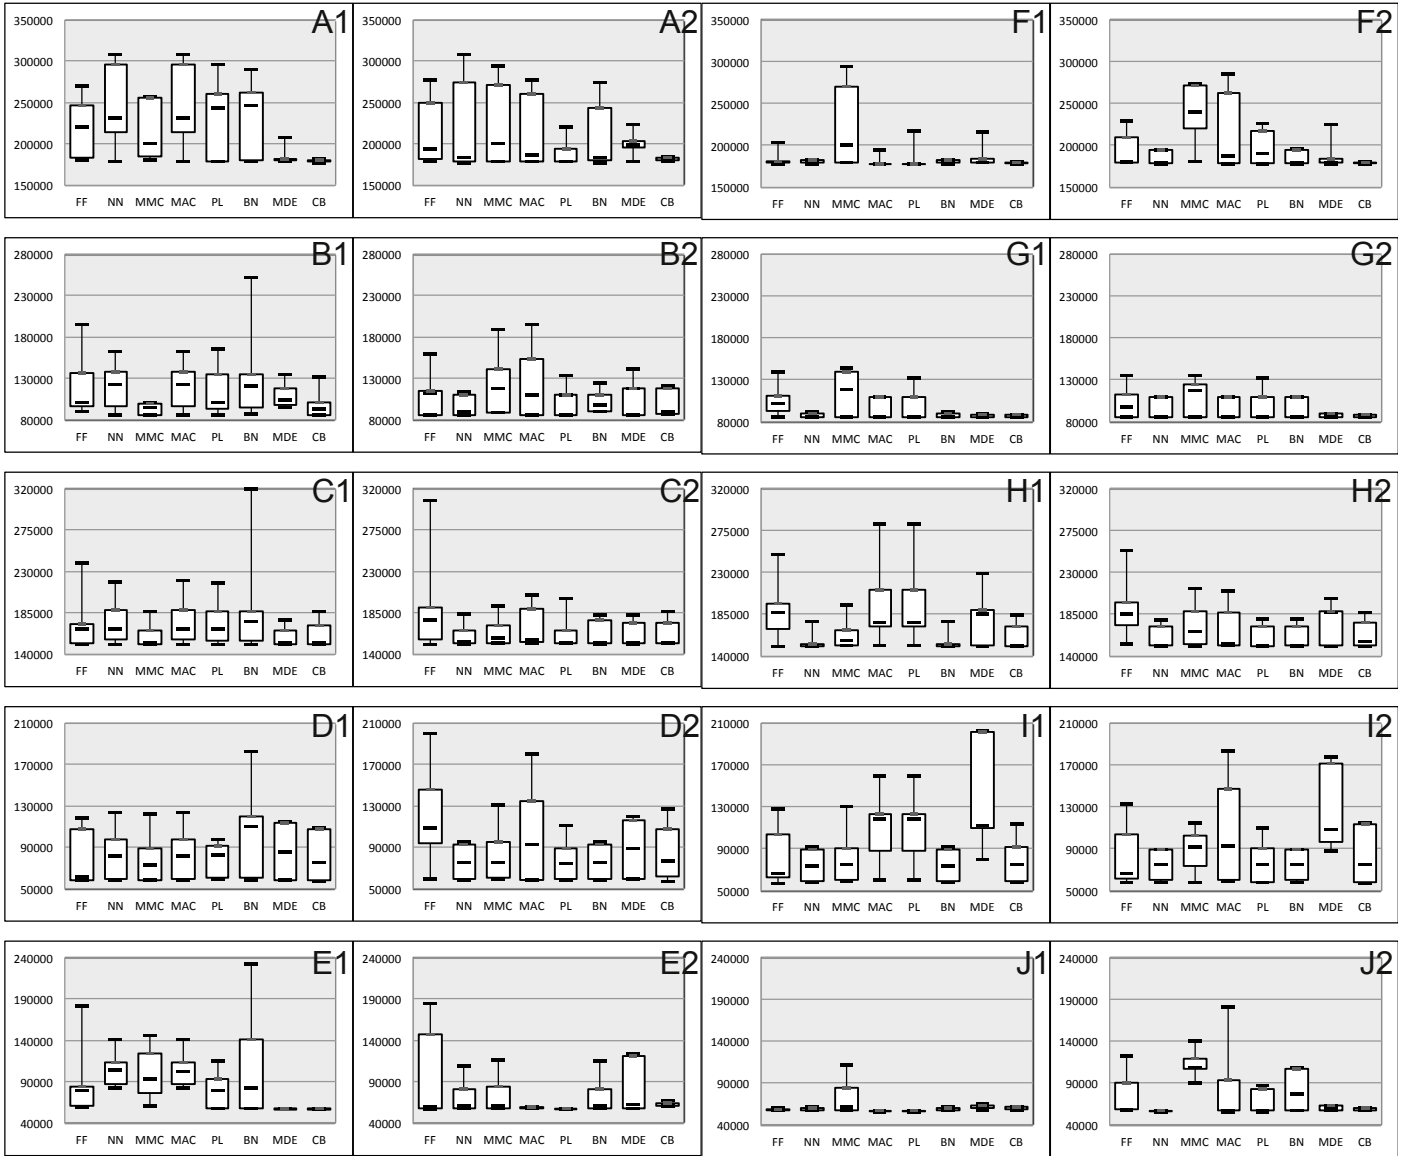 A1
350000
300000
250000
200000
150000
FF NN MMC MAC PL BN MDE CB
A2
350000
300000
250000
200000
150000
FF NN MMC MAC PL BN MDE CB
F1
350000
300000
250000
200000
150000
FF NN MMC MAC PL BN MDE CB
F2
350000
300000
250000
200000
150000
FF NN MMC MAC PL BN MDE CB
B1
280000
230000
180000
130000
80000
FF NN MMC MAC PL BN MDE CB
B2
280000
230000
180000
130000
80000
FF NN MMC MAC PL BN MDE CB
G1
280000
230000
180000
130000
80000
FF NN MMC MAC PL BN MDE CB
G2
280000
230000
180000
130000
80000
FF NN MMC MAC PL BN MDE CB
C1
320000
275000
230000
185000
140000
FF NN MMC MAC PL BN MDE CB
C2
320000
275000
230000
185000
140000
FF NN MMC MAC PL BN MDE CB
H1
320000
275000
230000
185000
140000
FF NN MMC MAC PL BN MDE CB
H2
320000
275000
230000
185000
140000
FF NN MMC MAC PL BN MDE CB
D1
210000
170000
130000
90000
50000
FF NN MMC MAC PL BN MDE CB
D2
210000
170000
130000
90000
50000
FF NN MMC MAC PL BN MDE CB
I1
210000
170000
130000
90000
50000
FF NN MMC MAC PL BN MDE CB
I2
210000
170000
130000
90000
50000
FF NN MMC MAC PL BN MDE CB
E1
240000
190000
140000
90000
40000
FF NN MMC MAC PL BN MDE CB
E2
240000
190000
140000
90000
40000
FF NN MMC MAC PL BN MDE CB
J1
240000
190000
140000
90000
40000
FF NN MMC MAC PL BN MDE CB
J2
240000
190000
140000
90000
40000
FF NN MMC MAC PL BN MDE CB